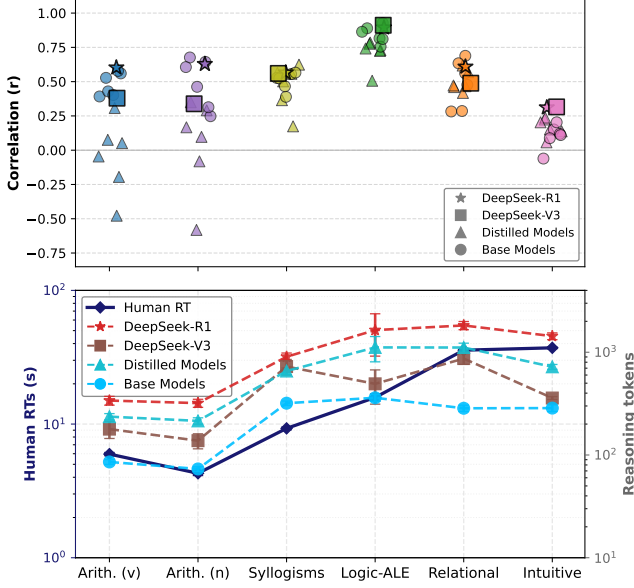 Correlation (r)
1.00
0.75
0.50
0.25
0.00
−0.25
−0.50
−0.75
DeepSeek-R1
DeepSeek-V3
Distilled Models
Base Models
Human RTs (s)
10²
10¹
10⁰
Human RT
DeepSeek-R1
DeepSeek-V3
Distilled Models
Base Models
10³
10²
10¹
Reasoning tokens
Arith. (v) Arith. (n) Syllogisms Logic-ALE Relational Intuitive